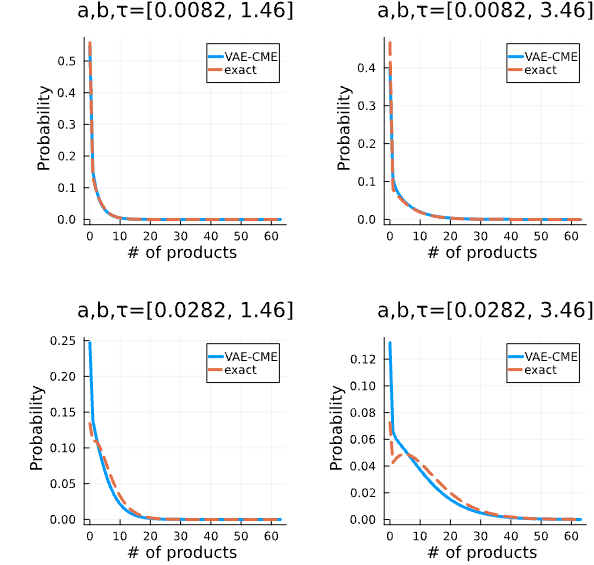 a,b,τ=[0.0082, 1.46]
0.5
0.4
0.3
0.2
0.1
0.0
Probability
VAE-CME
exact
0 10 20 30 40 50 60
# of products
a,b,τ=[0.0082, 3.46]
0.4
0.3
0.2
0.1
0.0
Probability
VAE-CME
exact
0 10 20 30 40 50 60
# of products
a,b,τ=[0.0282, 1.46]
0.25
0.20
0.15
0.10
0.05
0.00
Probability
VAE-CME
exact
0 10 20 30 40 50 60
# of products
a,b,τ=[0.0282, 3.46]
0.12
0.10
0.08
0.06
0.04
0.02
0.00
Probability
VAE-CME
exact
0 10 20 30 40 50 60
# of products